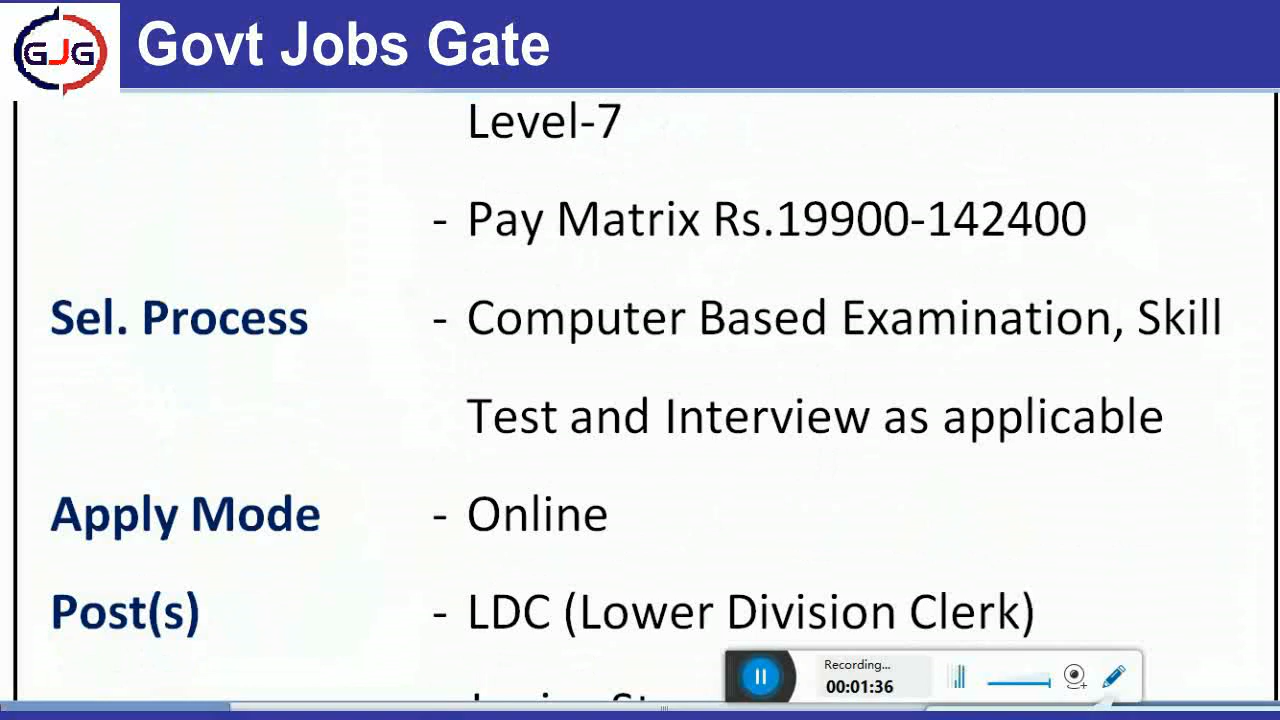 GJG
Govt Jobs Gate
Level-7
- Pay Matrix Rs.19900-142400
Sel. Process - Computer Based Examination, Skill
Test and Interview as applicable
Apply Mode - Online
Post(s) - LDC (Lower Division Clerk)
Recording...
00:01:36